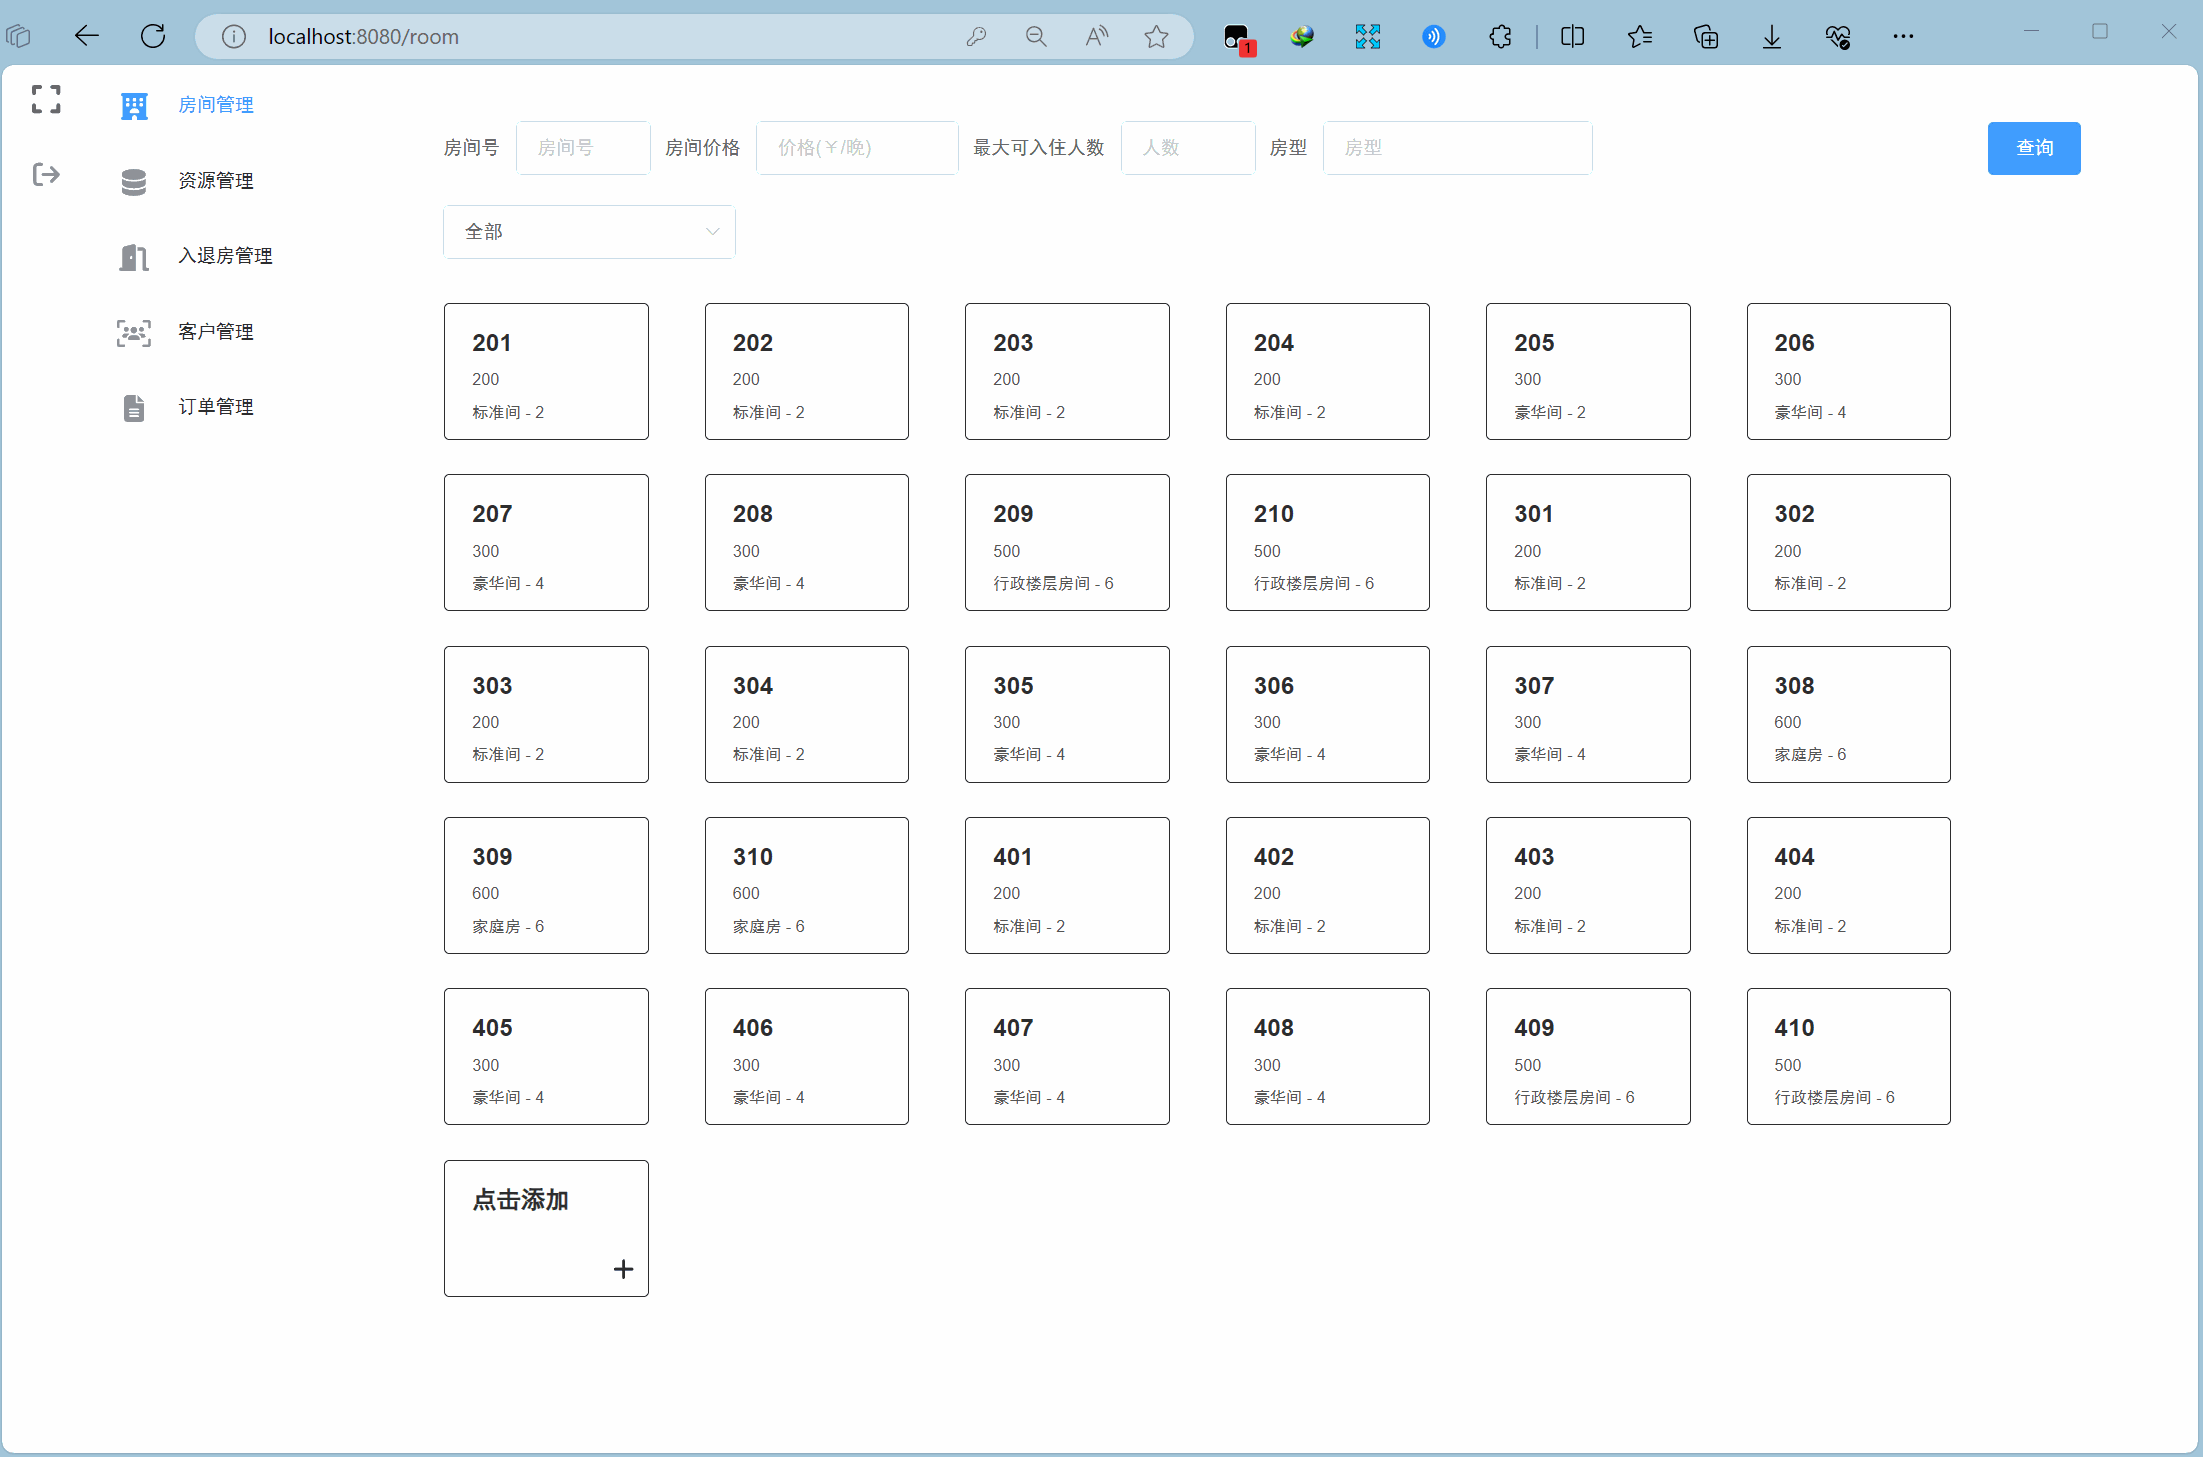 localhost:8080/room
1
房间管理
资源管理
入退房管理
客户管理
订单管理
房间号 房间号 房间价格 价格(￥/晚) 最大可入住人数 人数 房型 房型 查询
全部
201 202 203 204 205 206
200 200 200 200 300 300
标准间 - 2 标准间 - 2 标准间 - 2 标准间 - 2 豪华间 - 2 豪华间 - 4
207 208 209 210 301 302
300 300 500 500 200 200
豪华间 - 4 豪华间 - 4 行政楼层房间 - 6 行政楼层房间 - 6 标准间 - 2 标准间 - 2
303 304 305 306 307 308
200 200 300 300 300 600
标准间 - 2 标准间 - 2 豪华间 - 4 豪华间 - 4 豪华间 - 4 家庭房 - 6
309 310 401 402 403 404
600 600 200 200 200 200
家庭房 - 6 家庭房 - 6 标准间 - 2 标准间 - 2 标准间 - 2 标准间 - 2
405 406 407 408 409 410
300 300 300 300 500 500
豪华间 - 4 豪华间 - 4 豪华间 - 4 豪华间 - 4 行政楼层房间 - 6 行政楼层房间 - 6
点击添加